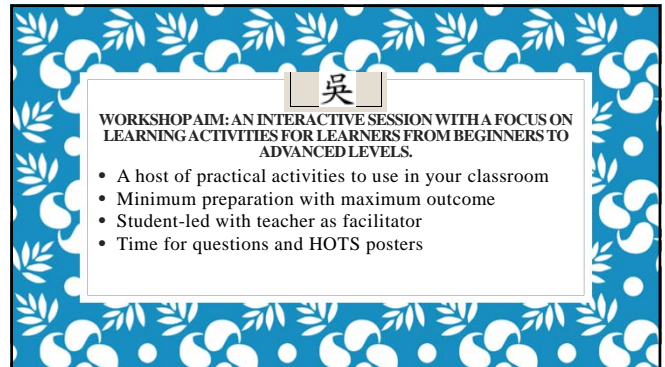 吳
WORKSHOP AIM: AN INTERACTIVE SESSION WITH A FOCUS ON
LEARNING ACTIVITIES FOR LEARNERS FROM BEGINNERS TO
ADVANCED LEVELS.
• A host of practical activities to use in your classroom
• Minimum preparation with maximum outcome
• Student-led with teacher as facilitator
• Time for questions and HOTS posters